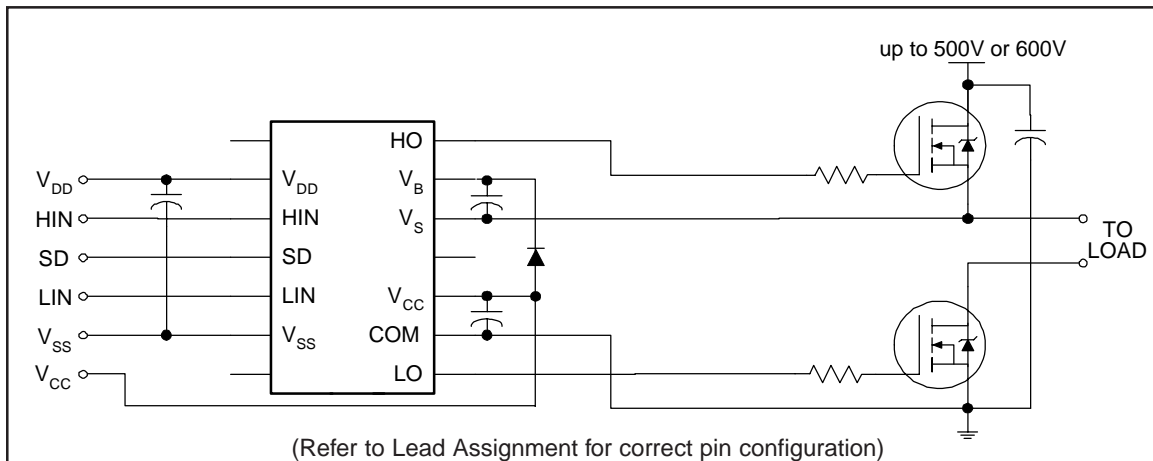 up to 500V or 600V
HO
V_DD
V_DD
V_B
HIN
HIN
V_S
SD
SD
TO
LOAD
LIN
LIN
V_CC
V_SS
V_SS
COM
V_CC
LO
(Refer to Lead Assignment for correct pin configuration)